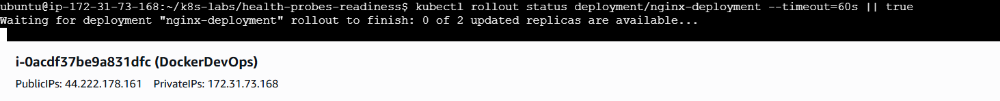 ubuntu@ip-172-31-73-168:~/k8s-labs/health-probes-readiness$ kubectl rollout status deployment/nginx-deployment --timeout=60s || true
Waiting for deployment "nginx-deployment" rollout to finish: 0 of 2 updated replicas are available...
i-0acdf37be9a831dfc (DockerDevOps)
PublicIPs: 44.222.178.161 PrivateIPs: 172.31.73.168